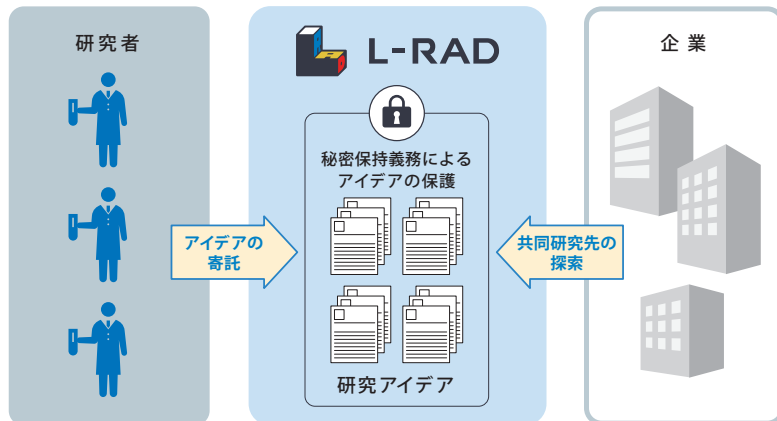 研究者
L-RAD
企業
秘密保持義務による
アイデアの保護
アイデアの
寄託
共同研究先の
探索
研究アイデア